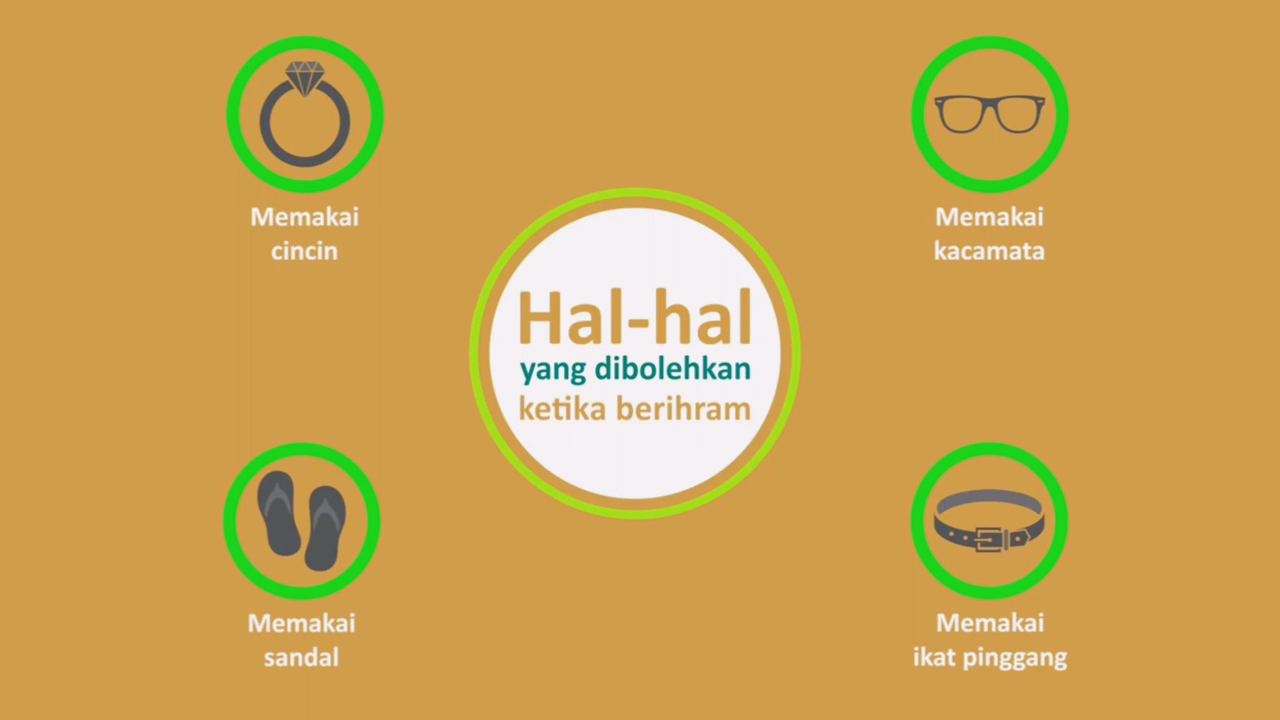 Memakai
cincin
Memakai
kacamata
Hal-hal
yang dibolehkan
ketika berihram
Memakai
sandal
Memakai
ikat pinggang